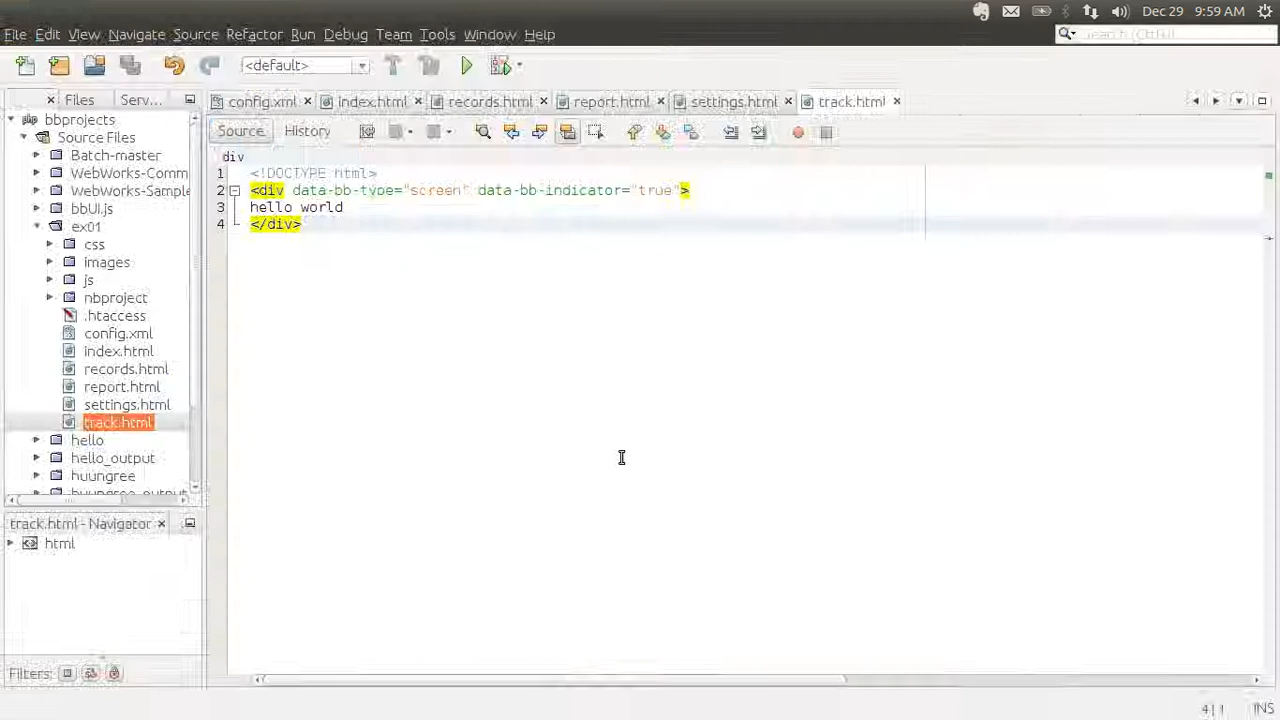 Dec 29 9:59 AM
File Edit View Navigate Source Refactor Run Debug Team Tools Window Help
<default>
Files Serv... config.xml index.html records.html report.html settings.html track.html
Source History
div
1 <!DOCTYPE html>
2 <div data-bb-type="screen" data-bb-indicator="true">
3 hello world
4 </div>
bbprojects
Source Files
Batch-master
WebWorks-Comm
WebWorks-Sample
bbUI.js
ex01
css
images
js
nbproject
.htaccess
config.xml
index.html
records.html
report.html
settings.html
track.html
hello
hello_output
huungree
huungree_output
track.html - Navigator
html
Filters:
4|1 INS